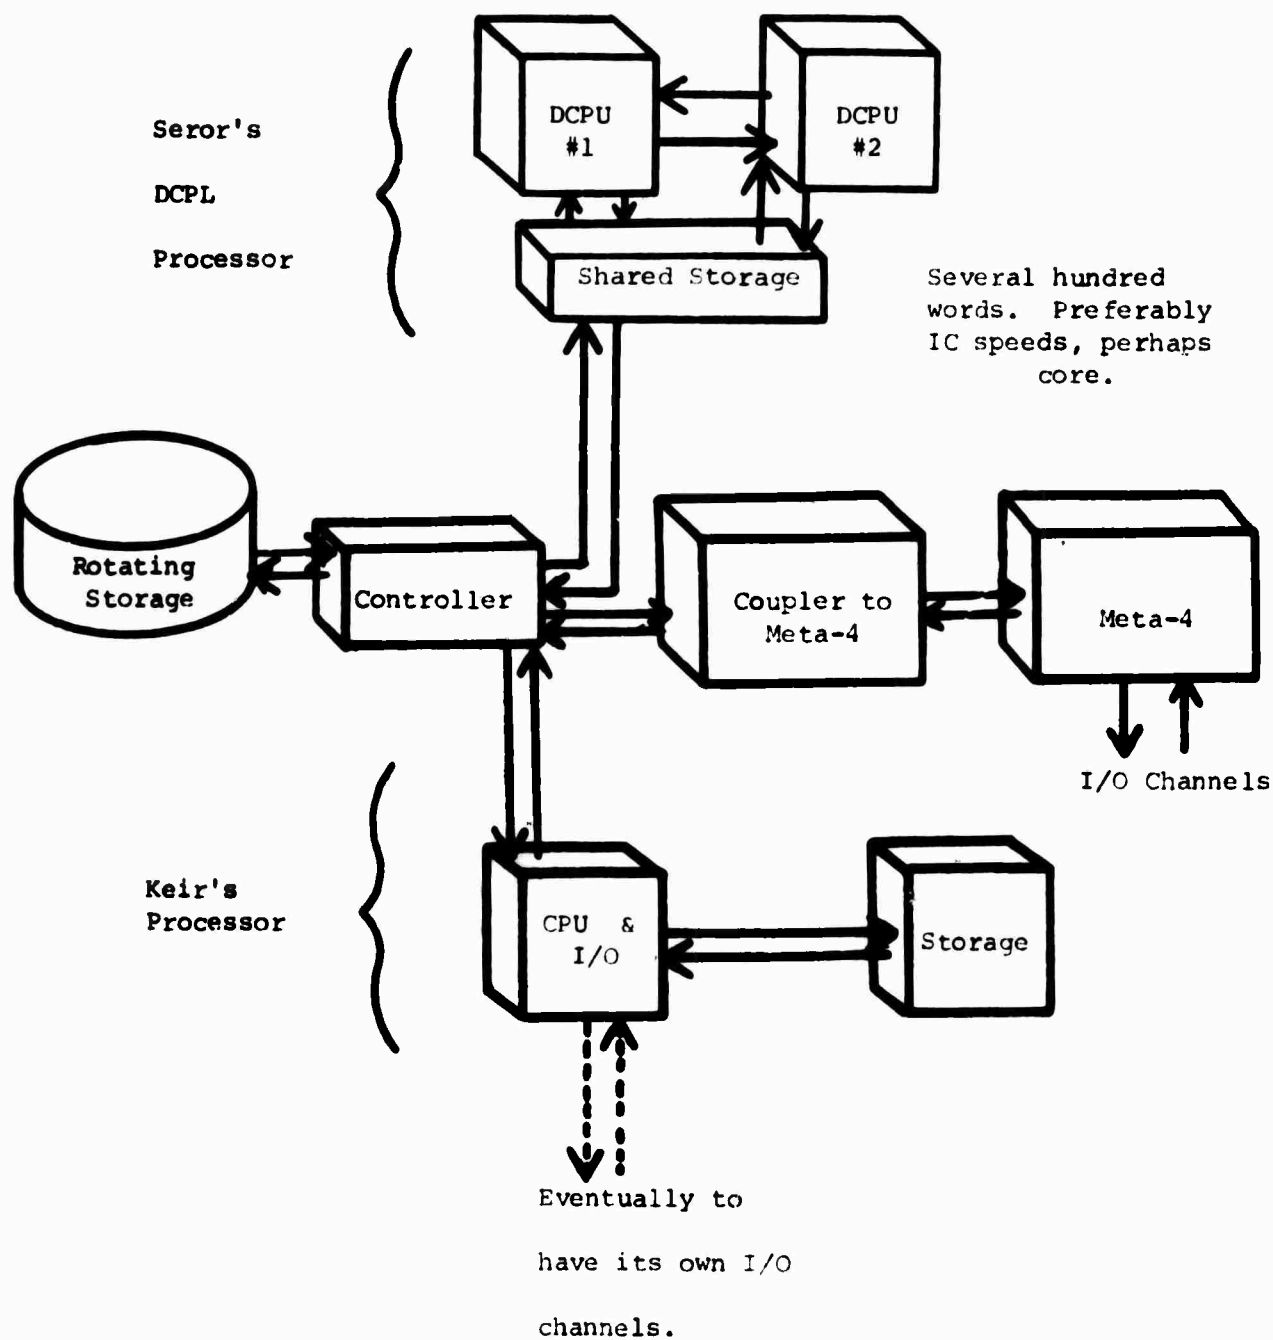 Seror's
DCPL
Processor
DCPU
#1
DCPU
#2
Shared Storage
Several hundred
words. Preferably
IC speeds, perhaps
core.
Rotating
Storage
Controller
Coupler to
Meta-4
Meta-4
I/O Channels
Keir's
Processor
CPU &
I/O
Storage
Eventually to
have its own I/O
channels.